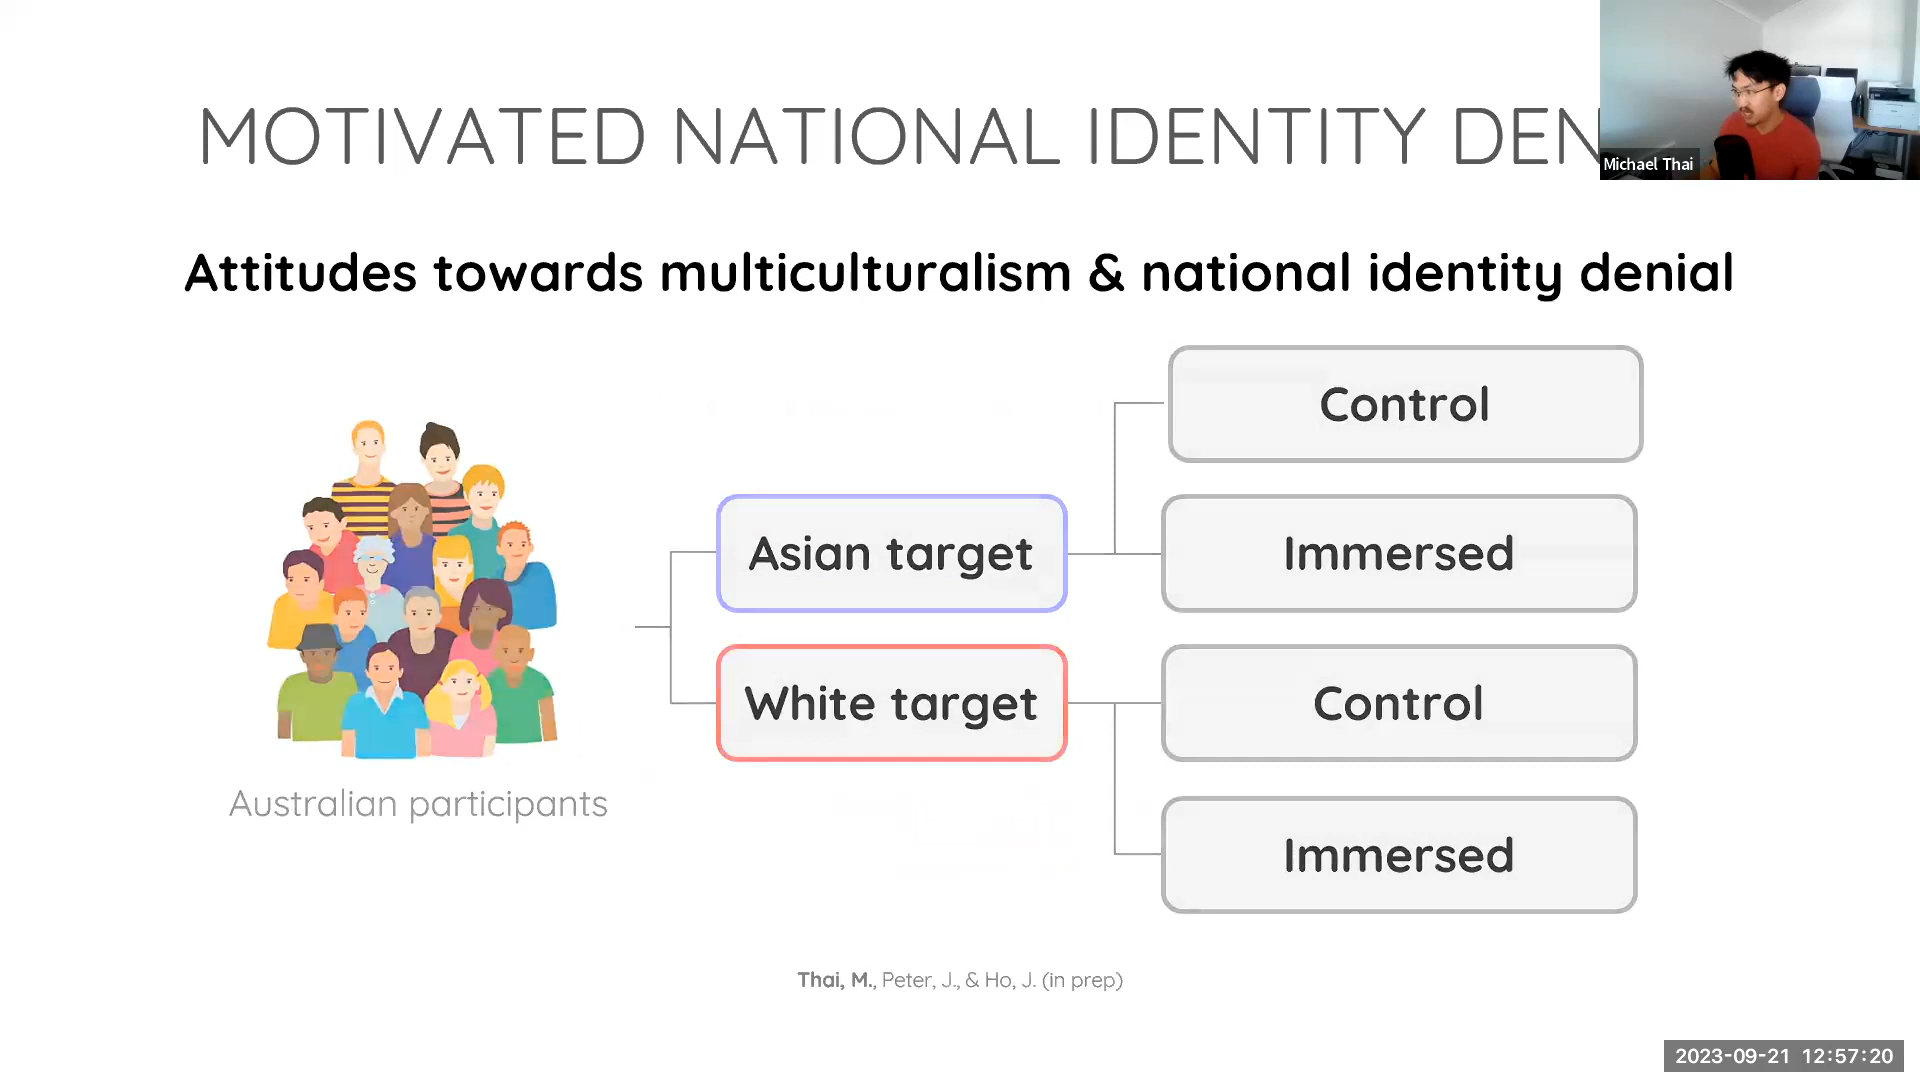 MOTIVATED NATIONAL IDENTITY
Michael Thai
Attitudes towards multiculturalism & national identity denial
Control
Asian target
Immersed
White target
Control
Australian participants
Immersed
Thai, M., Peter, J., & Ho, J. (in prep)
2023-09-21 12:57:20